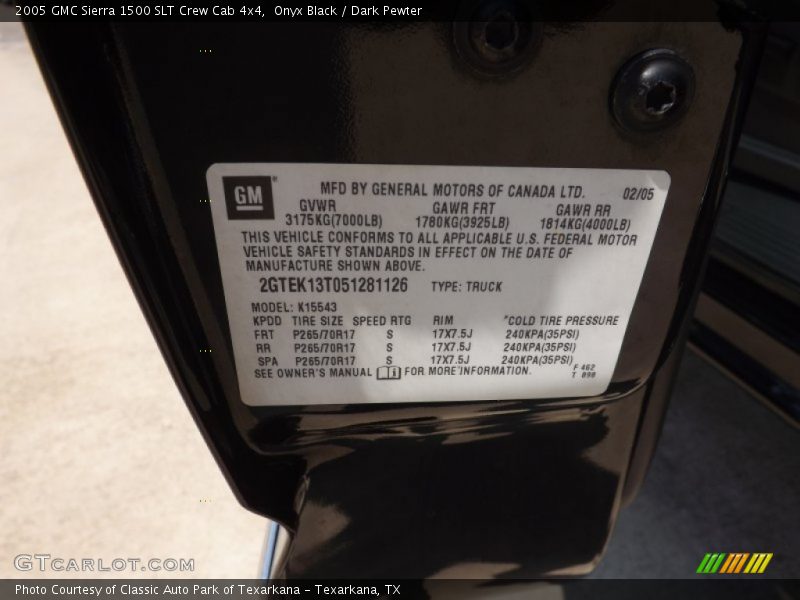 2005 GMC Sierra 1500 SLT Crew Cab 4x4,  Onyx Black / Dark Pewter
GM
MFD BY GENERAL MOTORS OF CANADA LTD. 02/05
GVWR GAWR FRT GAWR RR
3175KG(7000LB) 1780KG(3925LB) 1814KG(4000LB)
THIS VEHICLE CONFORMS TO ALL APPLICABLE U.S. FEDERAL MOTOR
VEHICLE SAFETY STANDARDS IN EFFECT ON THE DATE OF
MANUFACTURE SHOWN ABOVE.
2GTEK13T051281126 TYPE: TRUCK
MODEL: K15543
KPDD TIRE SIZE SPEED RTG RIM "COLD TIRE PRESSURE
FRT P265/70R17 S 17X7.5J 240KPA(35PSI)
RR P265/70R17 S 17X7.5J 240KPA(35PSI)
SPA P265/70R17 S 17X7.5J 240KPA(35PSI)
SEE OWNER'S MANUAL FOR MORE INFORMATION. F 462
T 098
GTCARLOT.COM
Photo Courtesy of Classic Auto Park of Texarkana – Texarkana, TX